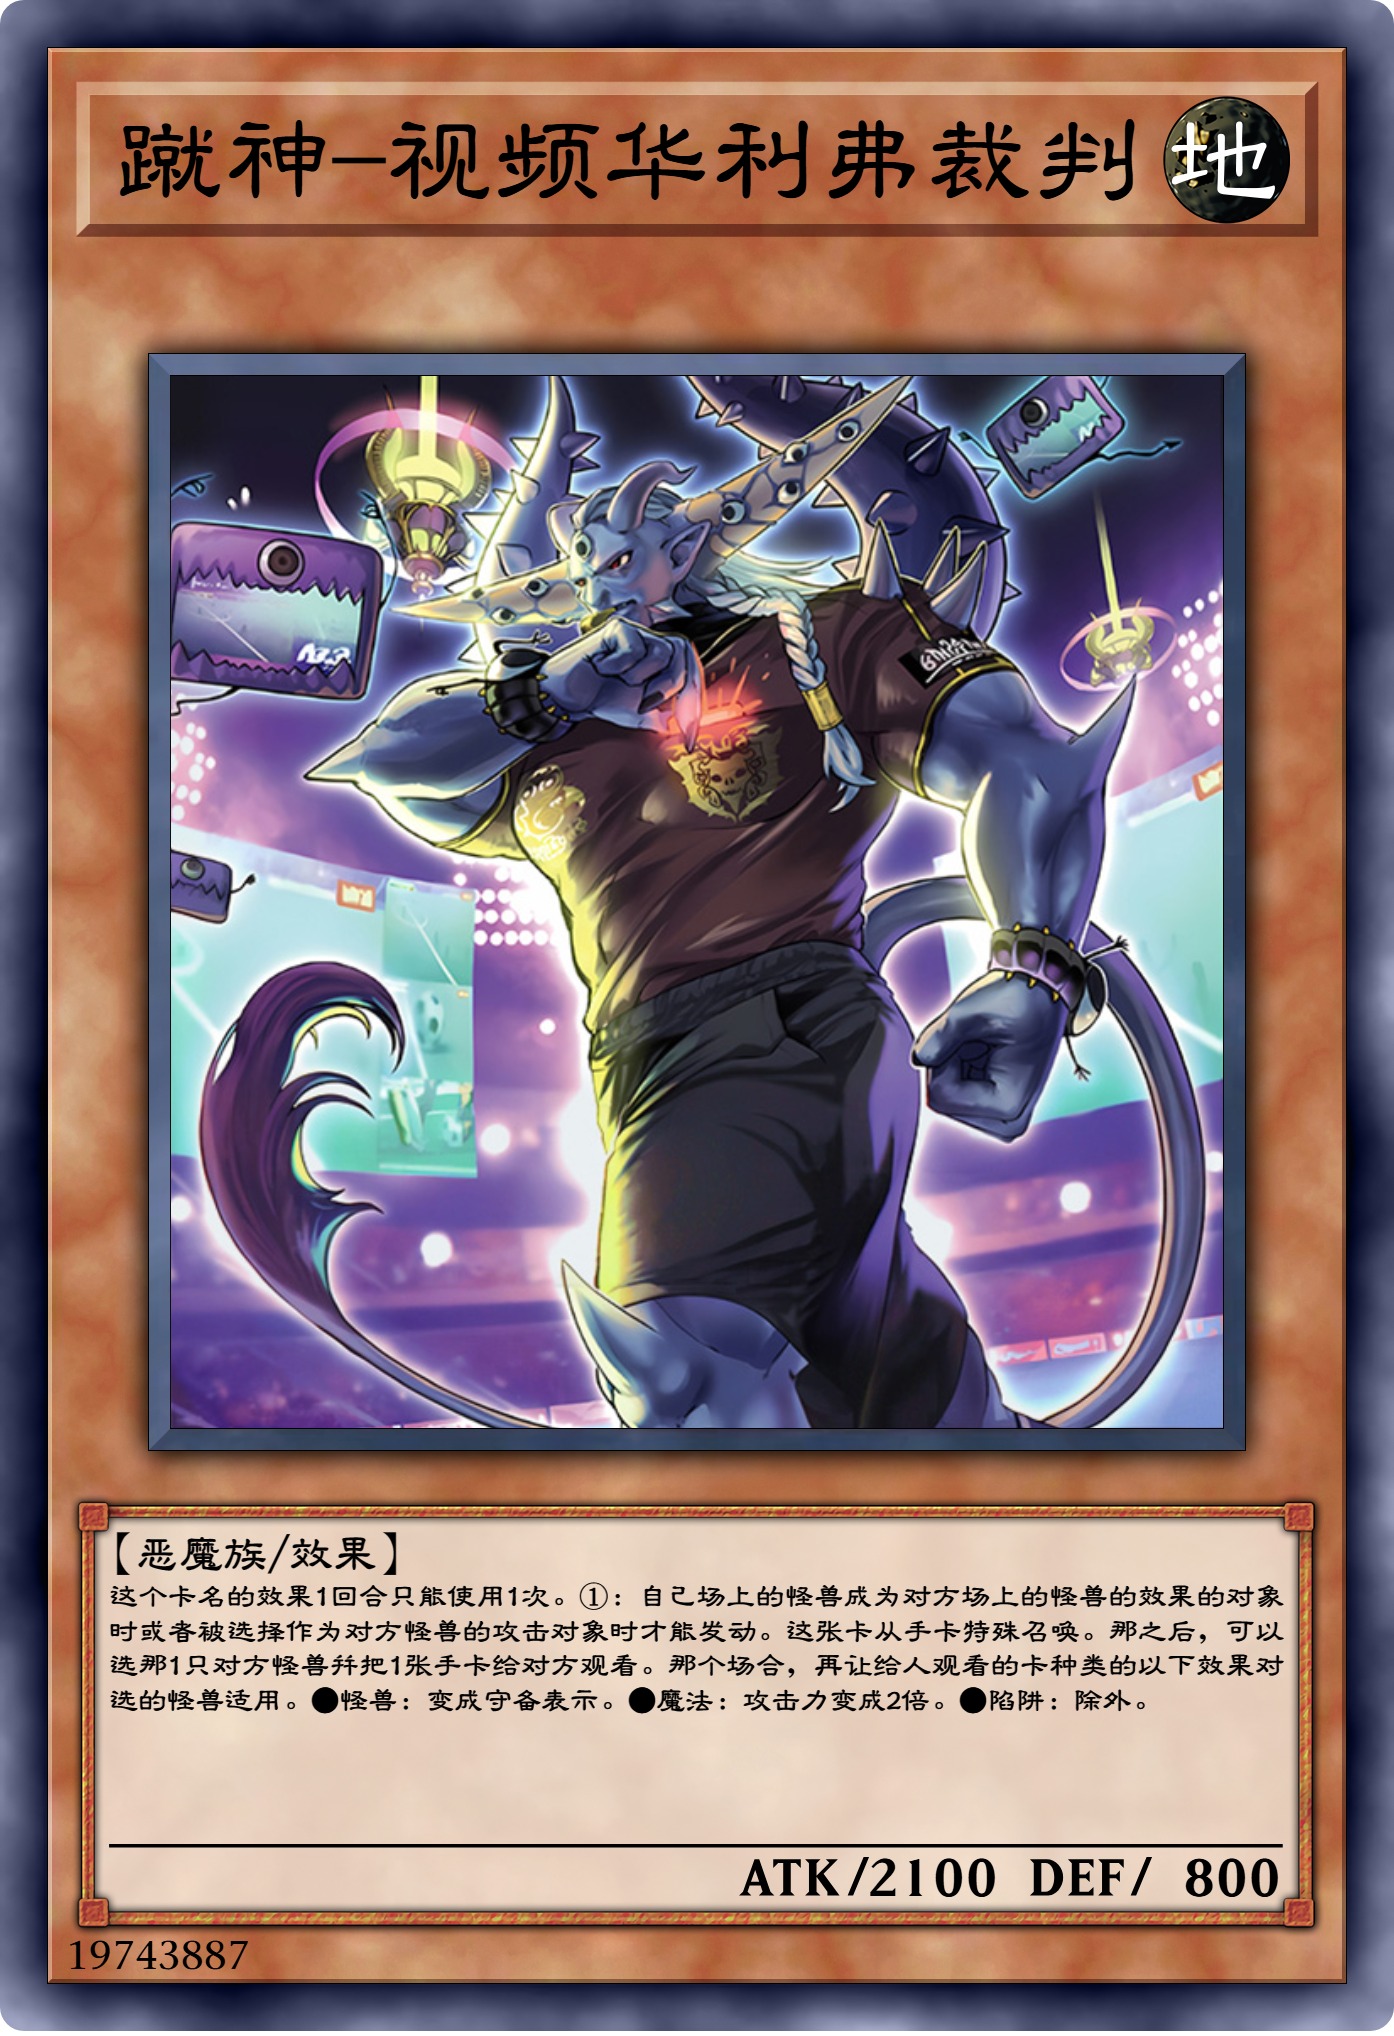 蹴神-视频华利弗裁判
地
【恶魔族/效果】
这个卡名的效果1回合只能使用1次。①：自己场上的怪兽成为对方场上的怪兽的效果的对象
时或者被选择作为对方怪兽的攻击对象时才能发动。这张卡从手卡特殊召唤。那之后，可以
选那1只对方怪兽并把1张手卡给对方观看。那个场合，再让给人观看的卡种类的以下效果对
选的怪兽适用。●怪兽：变成守备表示。●魔法：攻击力变成2倍。●陷阱：除外。
ATK/2100 DEF/ 800
19743887